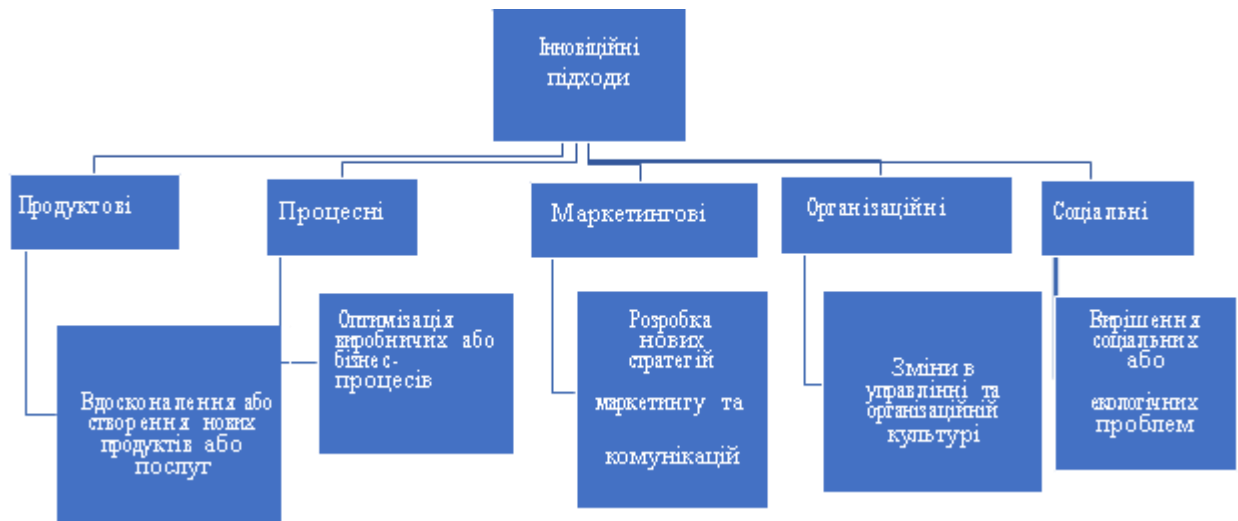 Інновіційні
підходи
Продуктові
Процесні
Маркетингові
Організаційні
Соціальні
Вдосконалення або
створення нових
продуктів або
послуг
Оптимізація
виробничих або
бізнес-
процесів
Розробка
нових
стратегій
маркетингу та
комунікацій
Зміни в
управлінні та
організаційній
культурі
Вирішення
соціальних
або
екологічних
проблем